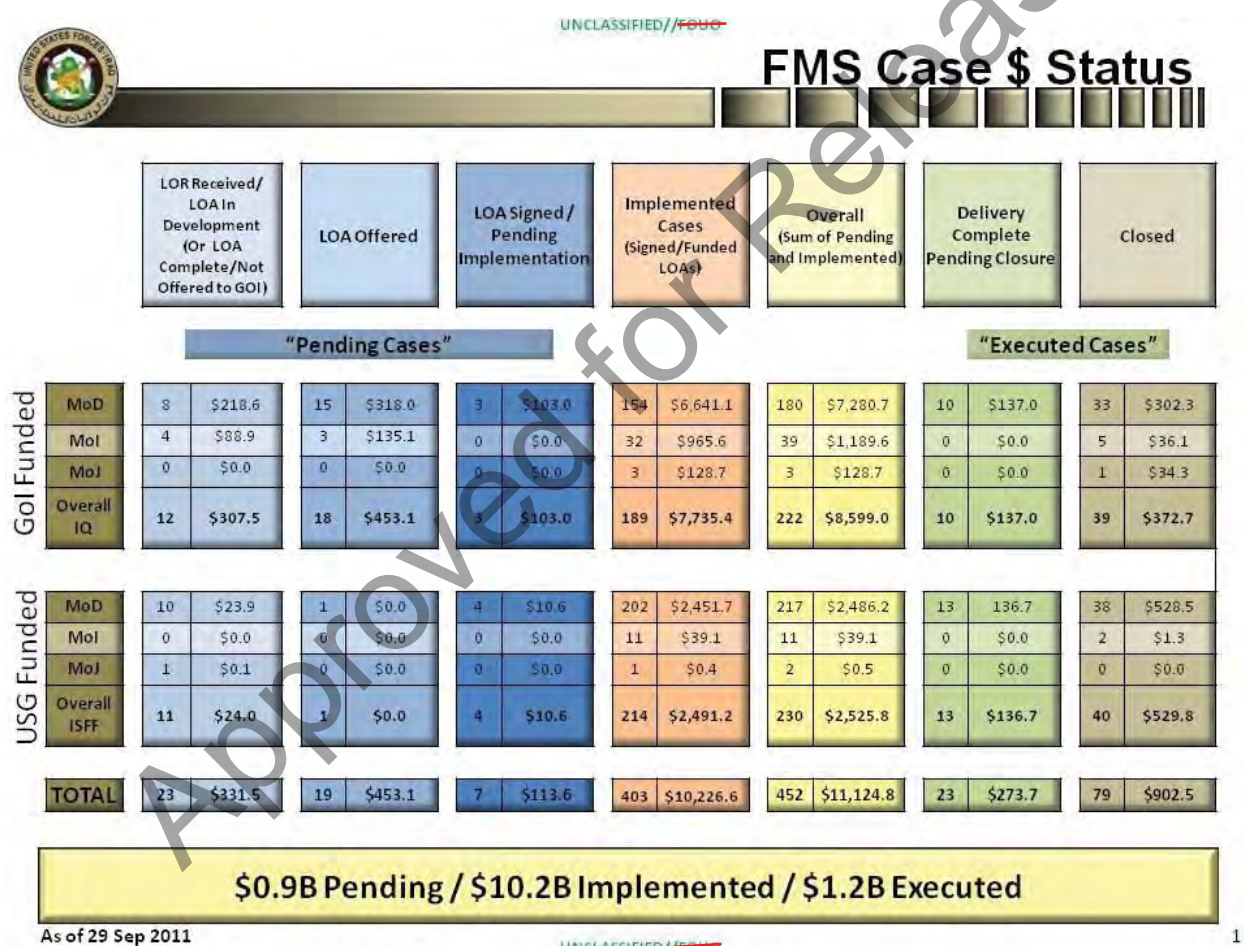 UNCLASSIFIED//FOUO
FMS Case $ Status
UNITED STATES FORCES-IRAQ
LOR Received/
LOA In
Development
(Or LOA
Complete/Not
Offered to GOI)
LOA Offered
LOA Signed /
Pending
Implementation
Implemented
Cases
(Signed/Funded
LOAs)
Overall
(Sum of Pending
and Implemented)
Delivery
Complete
Pending Closure
Closed
"Pending Cases"
"Executed Cases"
GoI Funded
MoD 8 $218.6 15 $318.0 3 $103.0 154 $6,641.1 180 $7,280.7 10 $137.0 33 $302.3
MoI 4 $88.9 3 $135.1 0 $0.0 32 $965.6 39 $1,189.6 0 $0.0 5 $36.1
MoJ 0 $0.0 0 $0.0 0 $0.0 3 $128.7 3 $128.7 0 $0.0 1 $34.3
Overall
IQ 12 $307.5 18 $453.1 3 $103.0 189 $7,735.4 222 $8,599.0 10 $137.0 39 $372.7
USG Funded
MoD 10 $23.9 1 $0.0 4 $10.6 202 $2,451.7 217 $2,486.2 13 136.7 38 $528.5
MoI 0 $0.0 0 $0.0 0 $0.0 11 $39.1 11 $39.1 0 $0.0 2 $1.3
MoJ 1 $0.1 0 $0.0 0 $0.0 1 $0.4 2 $0.5 0 $0.0 0 $0.0
Overall
ISFF 11 $24.0 1 $0.0 4 $10.6 214 $2,491.2 230 $2,525.8 13 $136.7 40 $529.8
TOTAL 23 $331.5 19 $453.1 7 $113.6 403 $10,226.6 452 $11,124.8 23 $273.7 79 $902.5
$0.9B Pending / $10.2B Implemented / $1.2B Executed
As of 29 Sep 2011
1
UNCLASSIFIED//FOUO
Approved for Releas